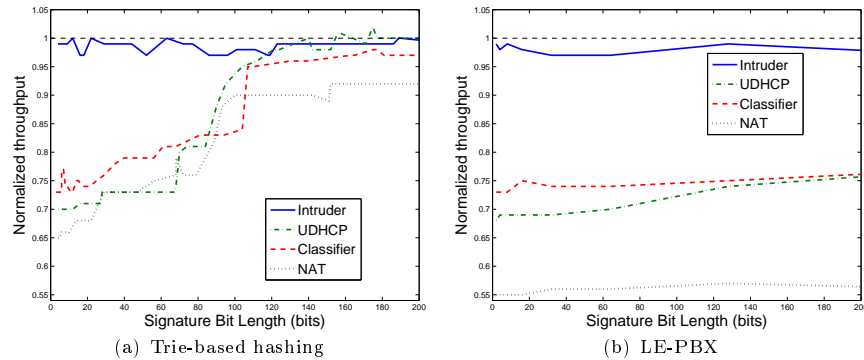 1
0.95
0.9
0.85
0.8
0.75
0.7
0.65
0.6
0.55
Normalized throughput
0 20 40 60 80 100 120 140 160 180 200
Signature Bit Length (bits)
Intruder
UDHCP
Classifier
NAT
(a) Trie-based hashing
1
0.95
0.9
0.85
0.8
0.75
0.7
0.65
0.6
0.55
Normalized throughput
0 20 40 60 80 100 120 140 160 180 200
Signature Bit Length (bits)
Intruder
UDHCP
Classifier
NAT
(b) LE-PBX